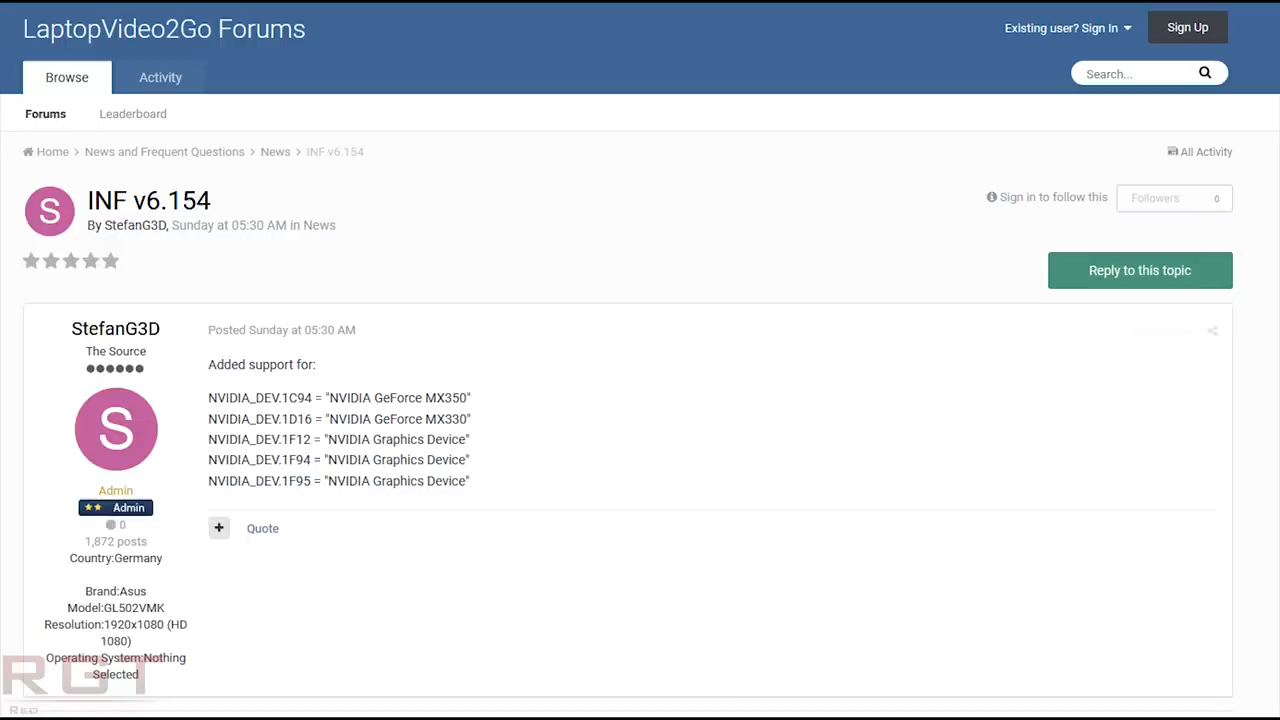 LaptopVideo2Go Forums
Existing user? Sign In
Sign Up
Browse
Activity
Search...
Forums
Leaderboard
Home > News and Frequent Questions > News > INF v6.154
All Activity
S
INF v6.154
By StefanG3D, Sunday at 05:30 AM in News
Sign in to follow this
Followers
0
Reply to this topic
StefanG3D
The Source
S
Admin
Admin
0
1,872 posts
Country:Germany
Brand:Asus
Model:GL502VMK
Resolution:1920x1080 (HD
1080)
Operating System:Nothing
Selected
Posted Sunday at 05:30 AM
Added support for:
NVIDIA_DEV.1C94 = "NVIDIA GeForce MX350"
NVIDIA_DEV.1D16 = "NVIDIA GeForce MX330"
NVIDIA_DEV.1F12 = "NVIDIA Graphics Device"
NVIDIA_DEV.1F94 = "NVIDIA Graphics Device"
NVIDIA_DEV.1F95 = "NVIDIA Graphics Device"
+ Quote
RGT